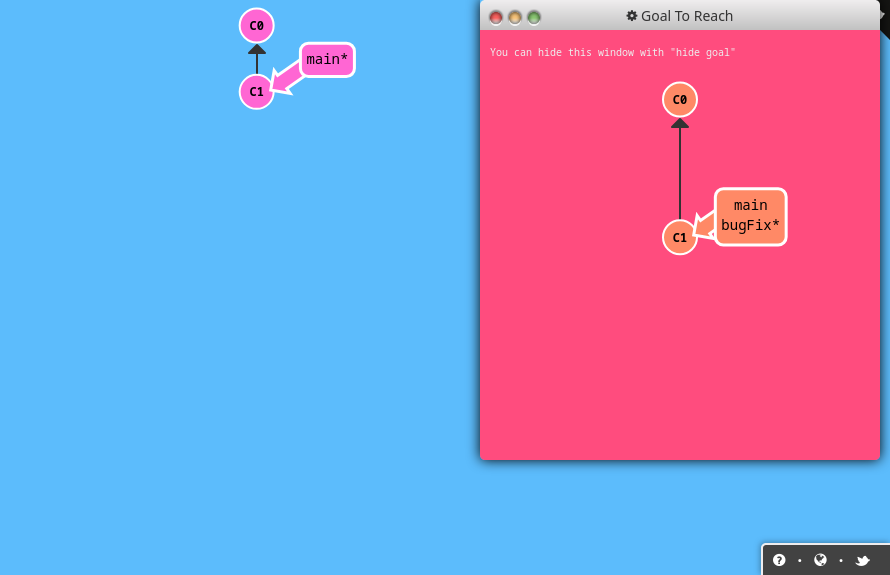 C0
main*
C1
Goal To Reach
You can hide this window with "hide goal"
C0
main
bugFix*
C1